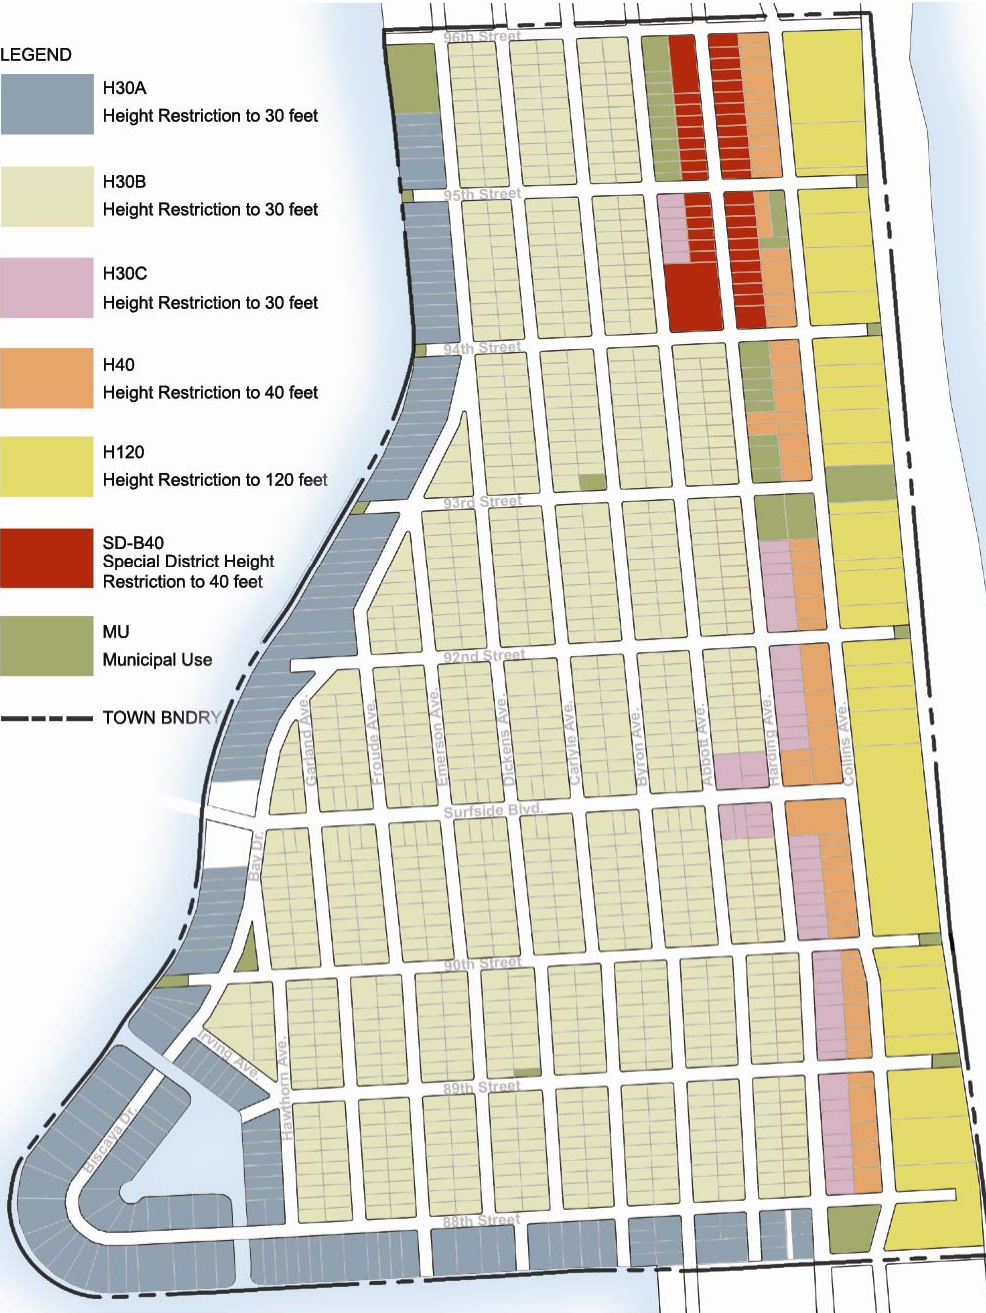 LEGEND
H30A
Height Restriction to 30 feet
H30B
Height Restriction to 30 feet
H30C
Height Restriction to 30 feet
H40
Height Restriction to 40 feet
H120
Height Restriction to 120 feet
SD-B40
Special District Height
Restriction to 40 feet
MU
Municipal Use
TOWN BNDRY
96th Street
95th Street
94th Street
93rd Street
92nd Street
Garland Ave.
Froude Ave.
Emerson Ave.
Dickens Ave.
Carlyle Ave.
Byron Ave.
Abbott Ave.
Harding Ave.
Collins Ave.
Surfside Blvd.
Bay Dr.
90th Street
Irving Ave.
Hawthorn Ave.
89th Street
Biscaya Dr.
88th Street